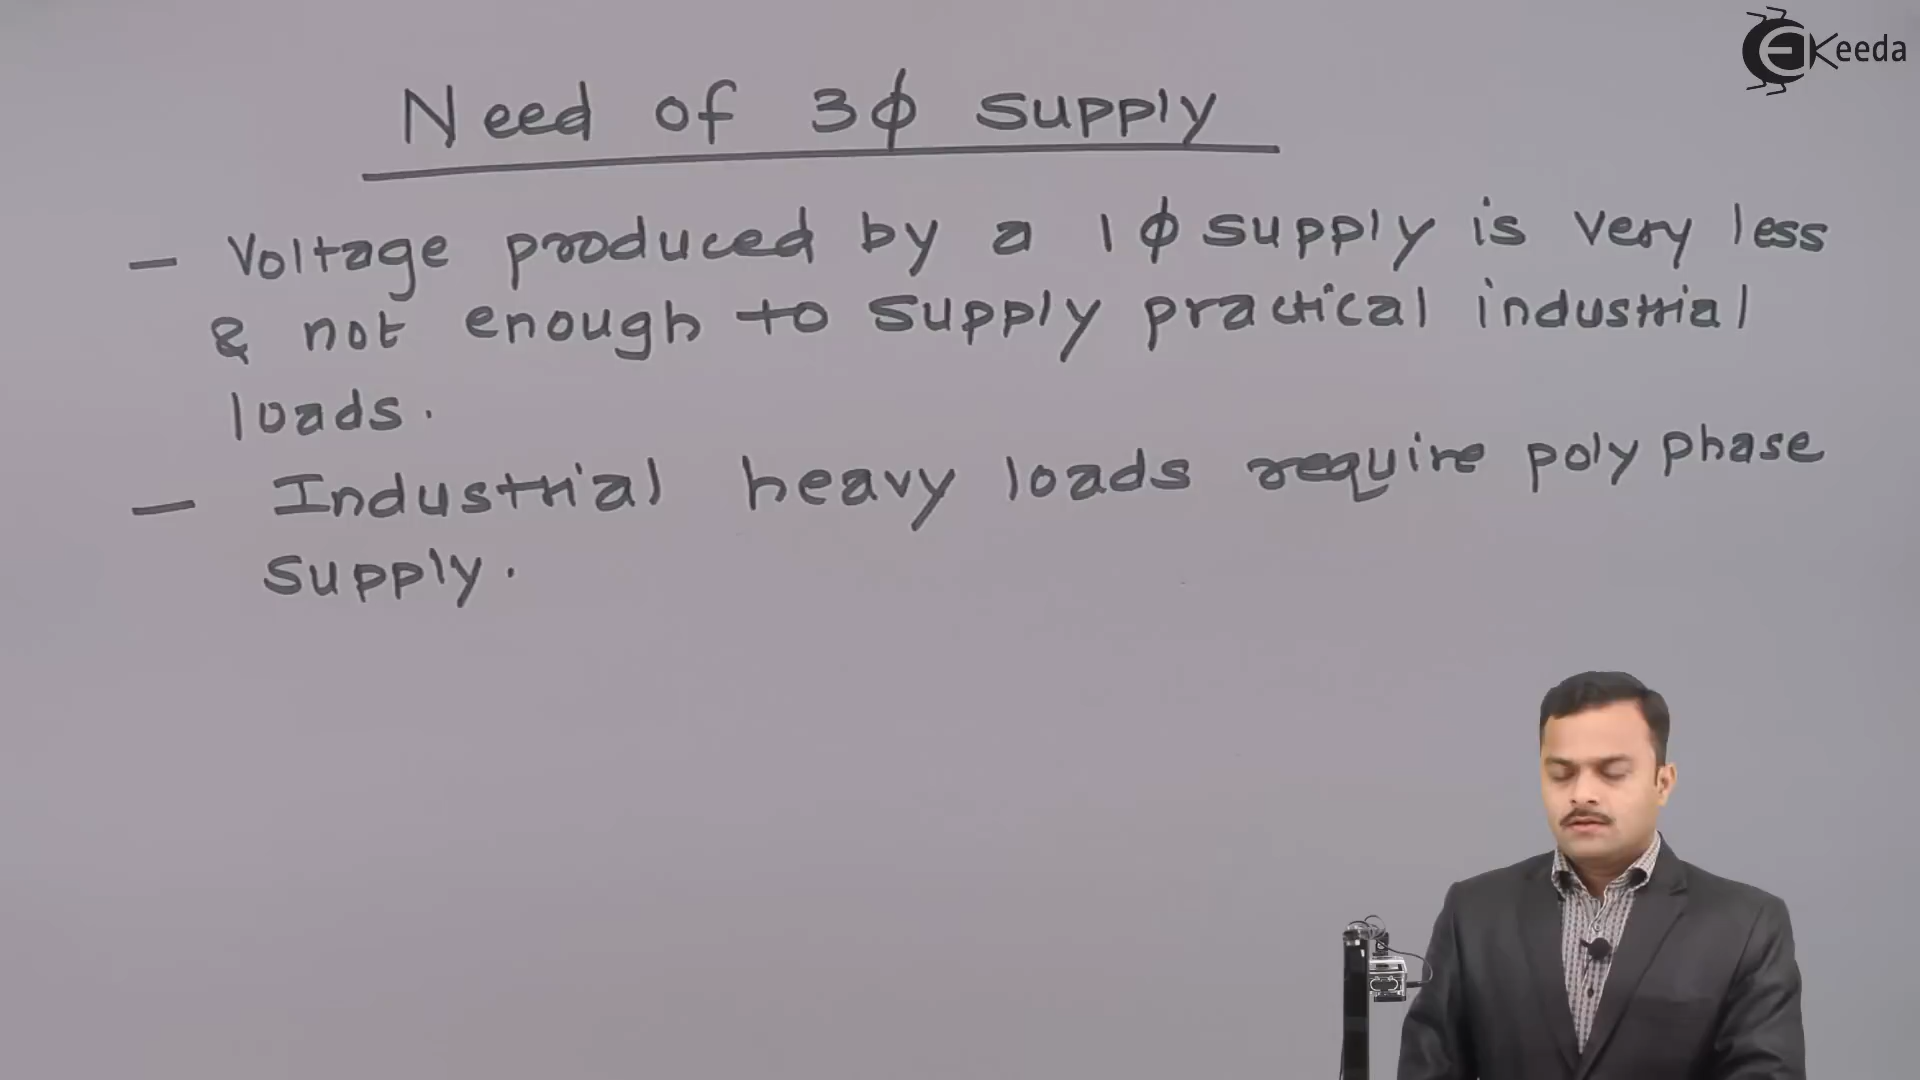 EKeeda
Need of 3ϕ supply
- Voltage produced by a 1ϕ supply is very less
& not enough to supply practical industrial
loads.
- Industrial heavy loads require poly phase
supply.